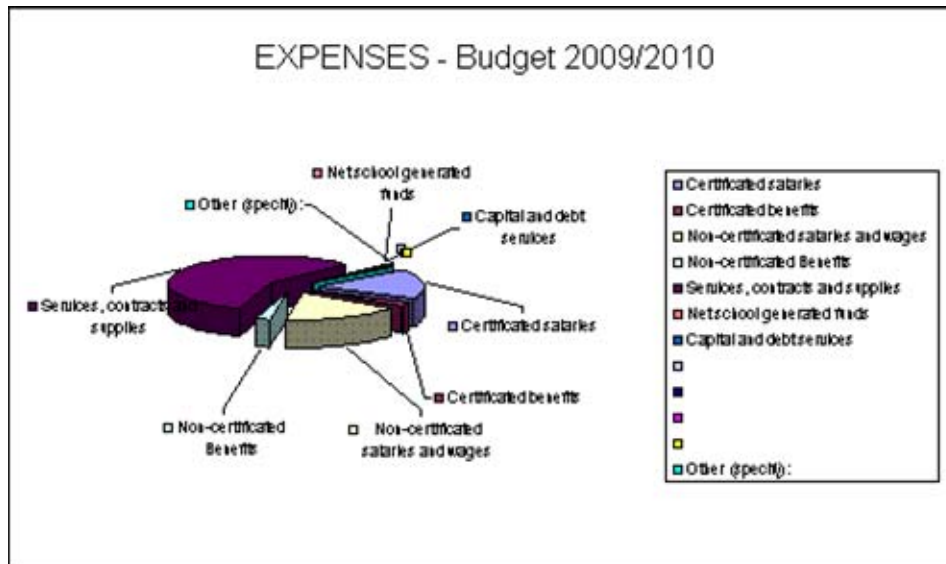 EXPENSES - Budget 2009/2010
Net school generated
funds
Other (specify):
Capital and debt
services
Services, contracts and
supplies
Certificated salaries
Certificated benefits
Non-certificated
Benefits
Non-certificated
salaries and wages
Certificated salaries
Certificated benefits
Non-certificated salaries and wages
Non-certificated Benefits
Services, contracts and supplies
Net school generated funds
Capital and debt services
Other (specify):